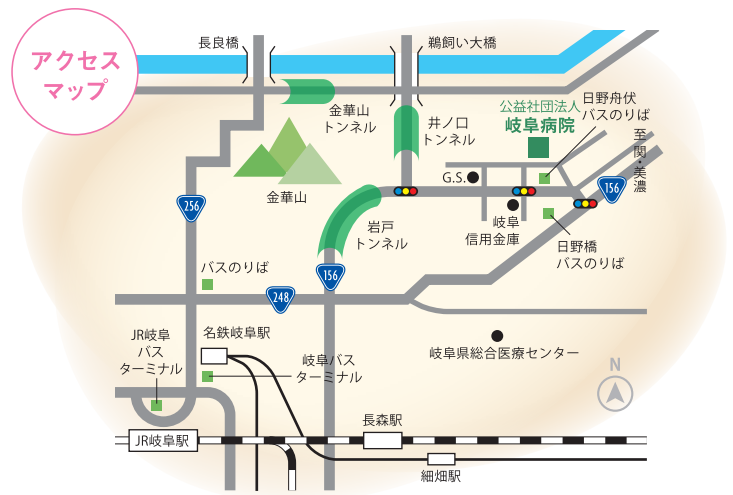 アクセス
マップ
長良橋
鵜飼い大橋
金華山
トンネル
井ノ口
トンネル
公益社団法人
岐阜病院
日野舟伏
バスのりば
至関・美濃
G.S.
156
金華山
256
岩戸
トンネル
岐阜
信用金庫
日野橋
バスのりば
バスのりば
156
248
JR岐阜
バス
ターミナル
名鉄岐阜駅
岐阜バス
ターミナル
岐阜県総合医療センター
N
JR岐阜駅
長森駅
細畑駅